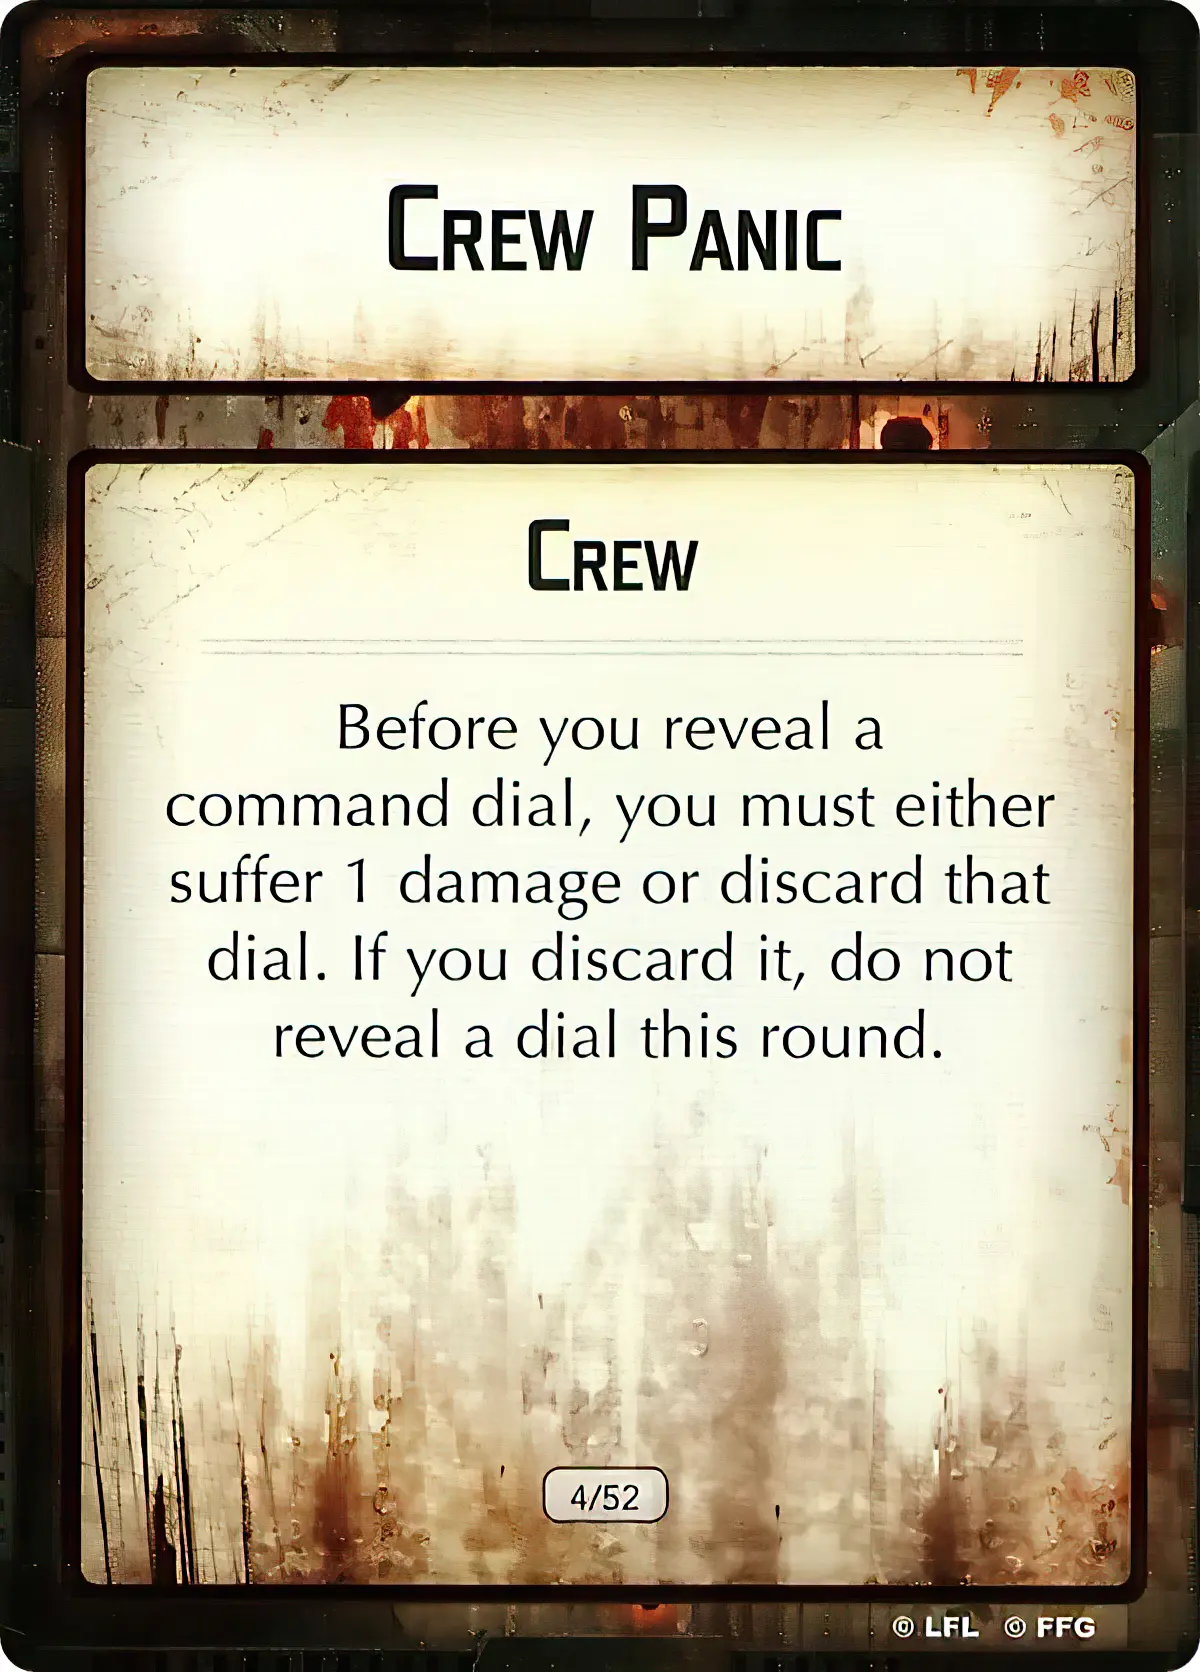 Crew Panic
Crew
Before you reveal a
command dial, you must either
suffer 1 damage or discard that
dial. If you discard it, do not
reveal a dial this round.
4/52
© LFL © FFG